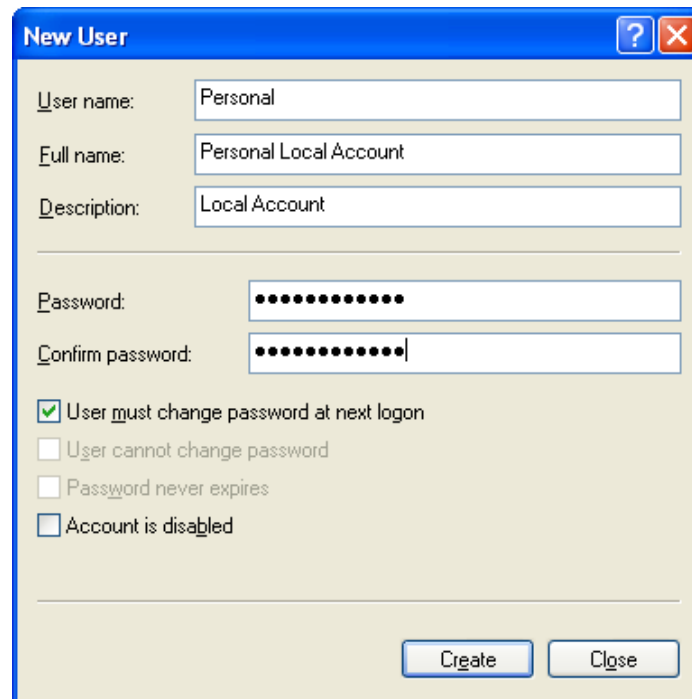 New User
User name: Personal
Full name: Personal Local Account
Description: Local Account
Password: ••••••••••••
Confirm password: ••••••••••••
User must change password at next logon
User cannot change password
Password never expires
Account is disabled
Create Close